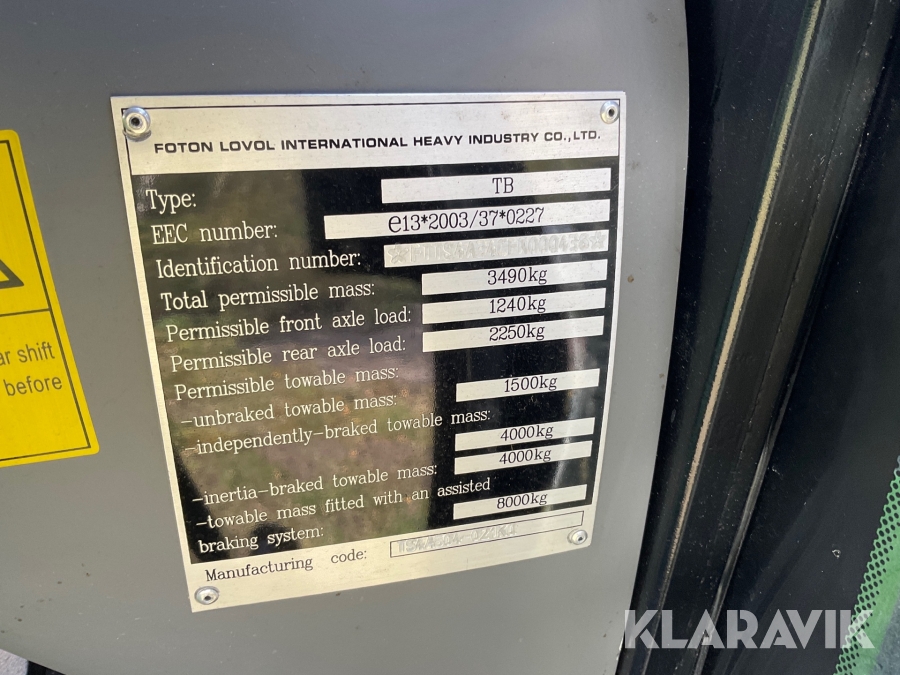 FOTON LOVOL INTERNATIONAL HEAVY INDUSTRY CO.,LTD.
Type: TB
EEC number: e13*2003/37*0227
Identification number:
Total permissible mass: 3490kg
Permissible front axle load: 1240kg
Permissible rear axle load: 2250kg
Permissible towable mass:
-unbraked towable mass: 1500kg
-independently-braked towable mass:
4000kg
-inertia-braked towable mass: 4000kg
-towable mass fitted with an assisted
braking system: 8000kg
Manufacturing code:
shift
before
KLARAVIK